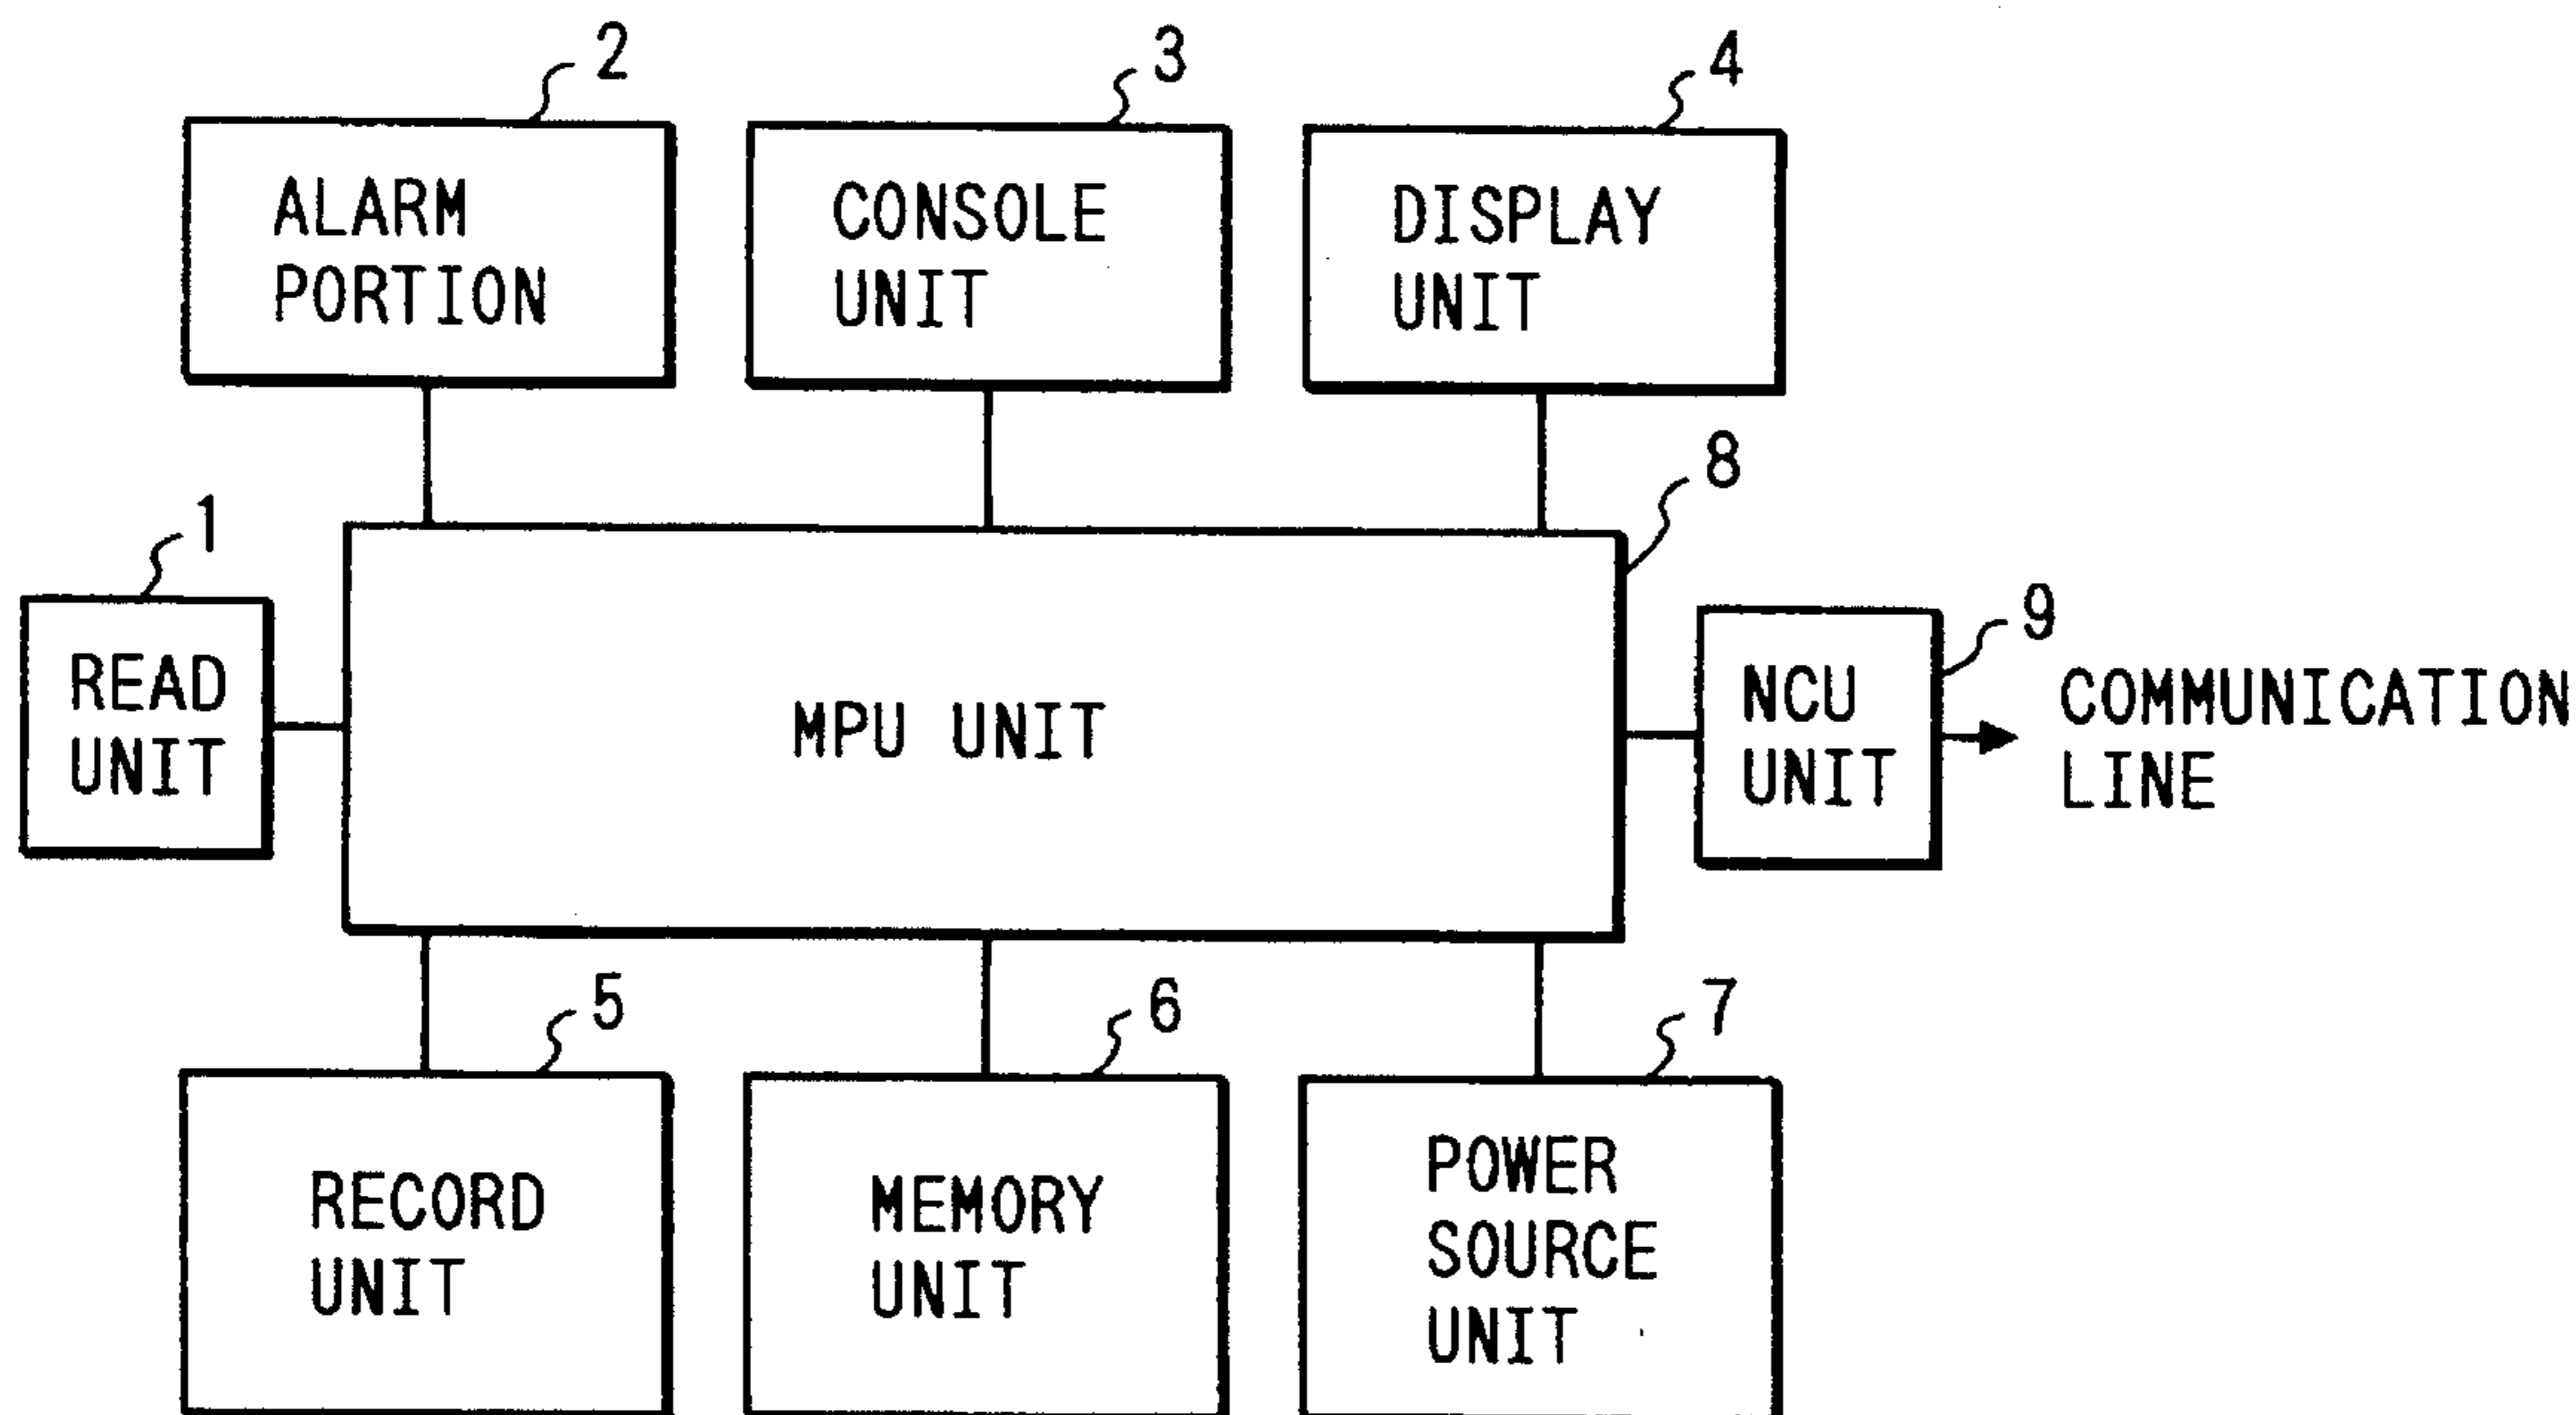 2
3
4
ALARM
PORTION
CONSOLE
UNIT
DISPLAY
UNIT
8
1
READ
UNIT
MPU UNIT
9
NCU
UNIT
COMMUNICATION
LINE
5
6
7
RECORD
UNIT
MEMORY
UNIT
POWER
SOURCE
UNIT